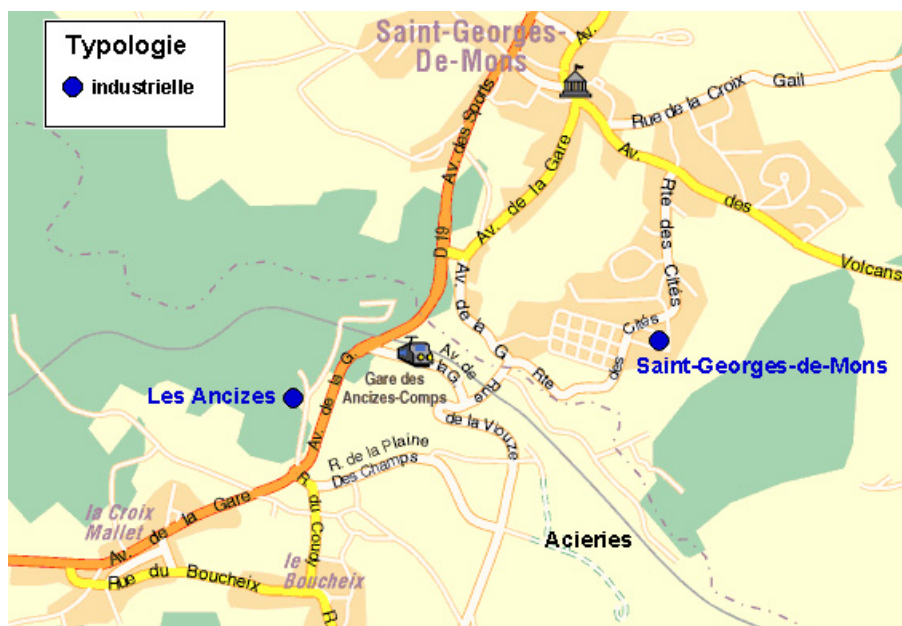 Typologie
industrielle
Saint-Georges-
De-Mons
Av.
Rue de la Croix Gail
Av. des Sports
Av. de la Gare
Av. des Volcans
Rte des Cités
D 19
Av. de la G.
Rte des Cités
Saint-Georges-de-Mons
Av. de la G.
Gare des
Ancizes-Comps
Av. de la G.
Les Ancizes
Rue de la Viouze
R. de la Plaine
Des Champs
Av. de la Gare
la Croix
Mallet
R. du Coudy
Acieries
le
Boucheix
Rue du Boucheix
R.